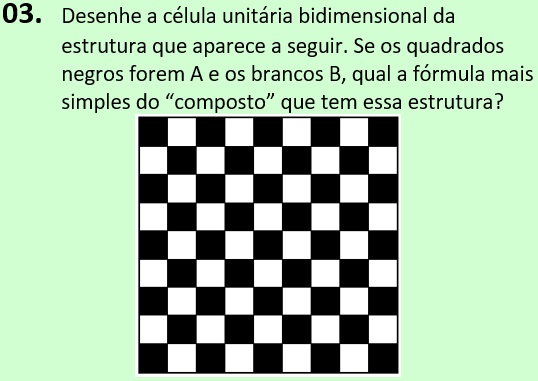 03. Desenhe a célula unitária bidimensional da
estrutura que aparece a seguir. Se os quadrados
negros forem A e os brancos B, qual a fórmula mais
simples do “composto” que tem essa estrutura?